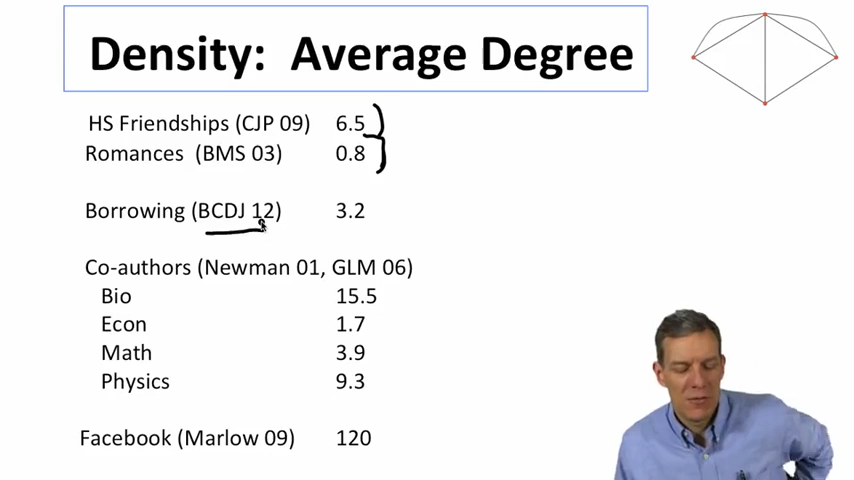 Density: Average Degree
HS Friendships (CJP 09) 6.5
Romances (BMS 03) 0.8
Borrowing (BCDJ 12) 3.2
Co-authors (Newman 01, GLM 06)
Bio 15.5
Econ 1.7
Math 3.9
Physics 9.3
Facebook (Marlow 09) 120